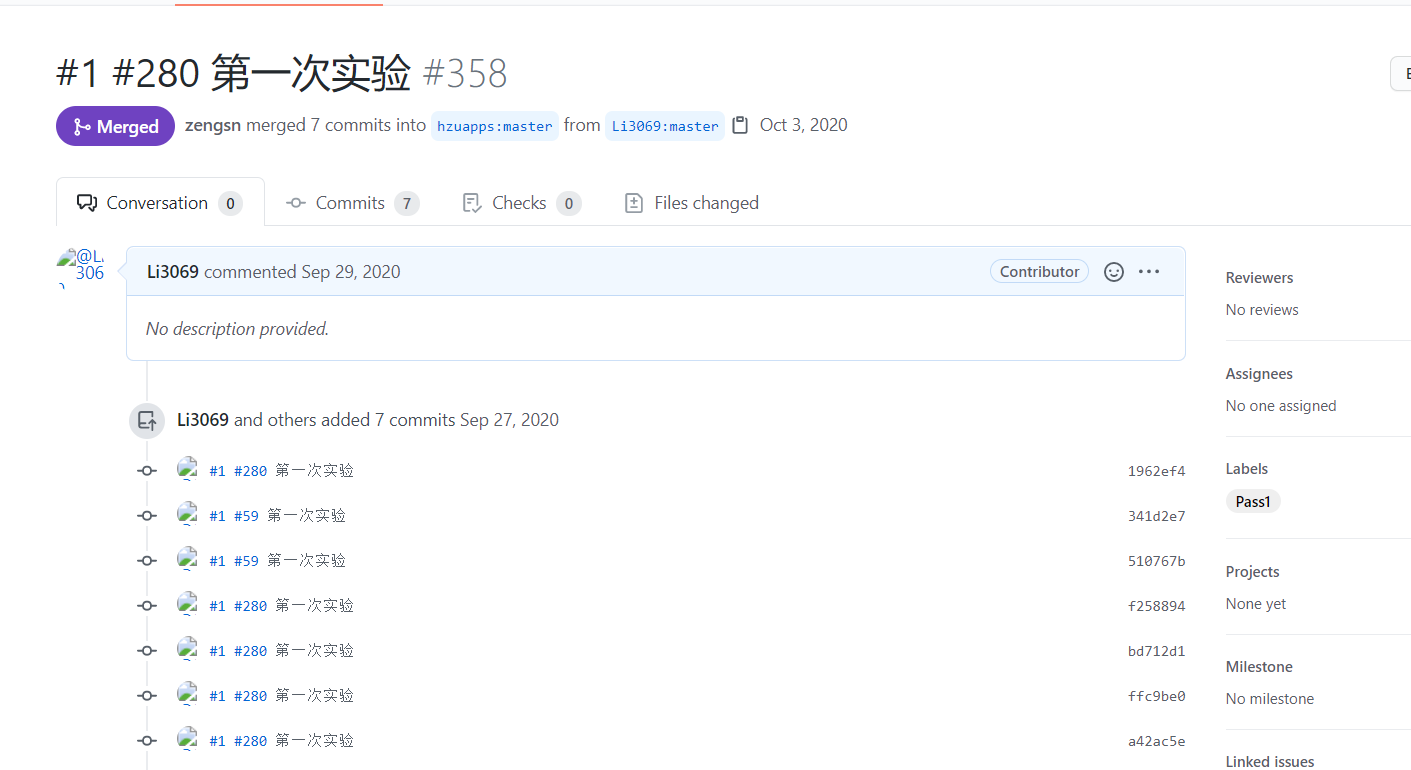 #1 #280 第一次实验 #358
Merged zengsn merged 7 commits into hzuapps:master from Li3069:master Oct 3, 2020
Conversation 0 Commits 7 Checks 0 Files changed
Li3069 commented Sep 29, 2020 Contributor
No description provided.
Li3069 and others added 7 commits Sep 27, 2020
#1 #280 第一次实验 1962ef4
#1 #59 第一次实验 341d2e7
#1 #59 第一次实验 510767b
#1 #280 第一次实验 f258894
#1 #280 第一次实验 bd712d1
#1 #280 第一次实验 ffc9be0
#1 #280 第一次实验 a42ac5e
Reviewers
No reviews
Assignees
No one assigned
Labels
Pass1
Projects
None yet
Milestone
No milestone
Linked issues